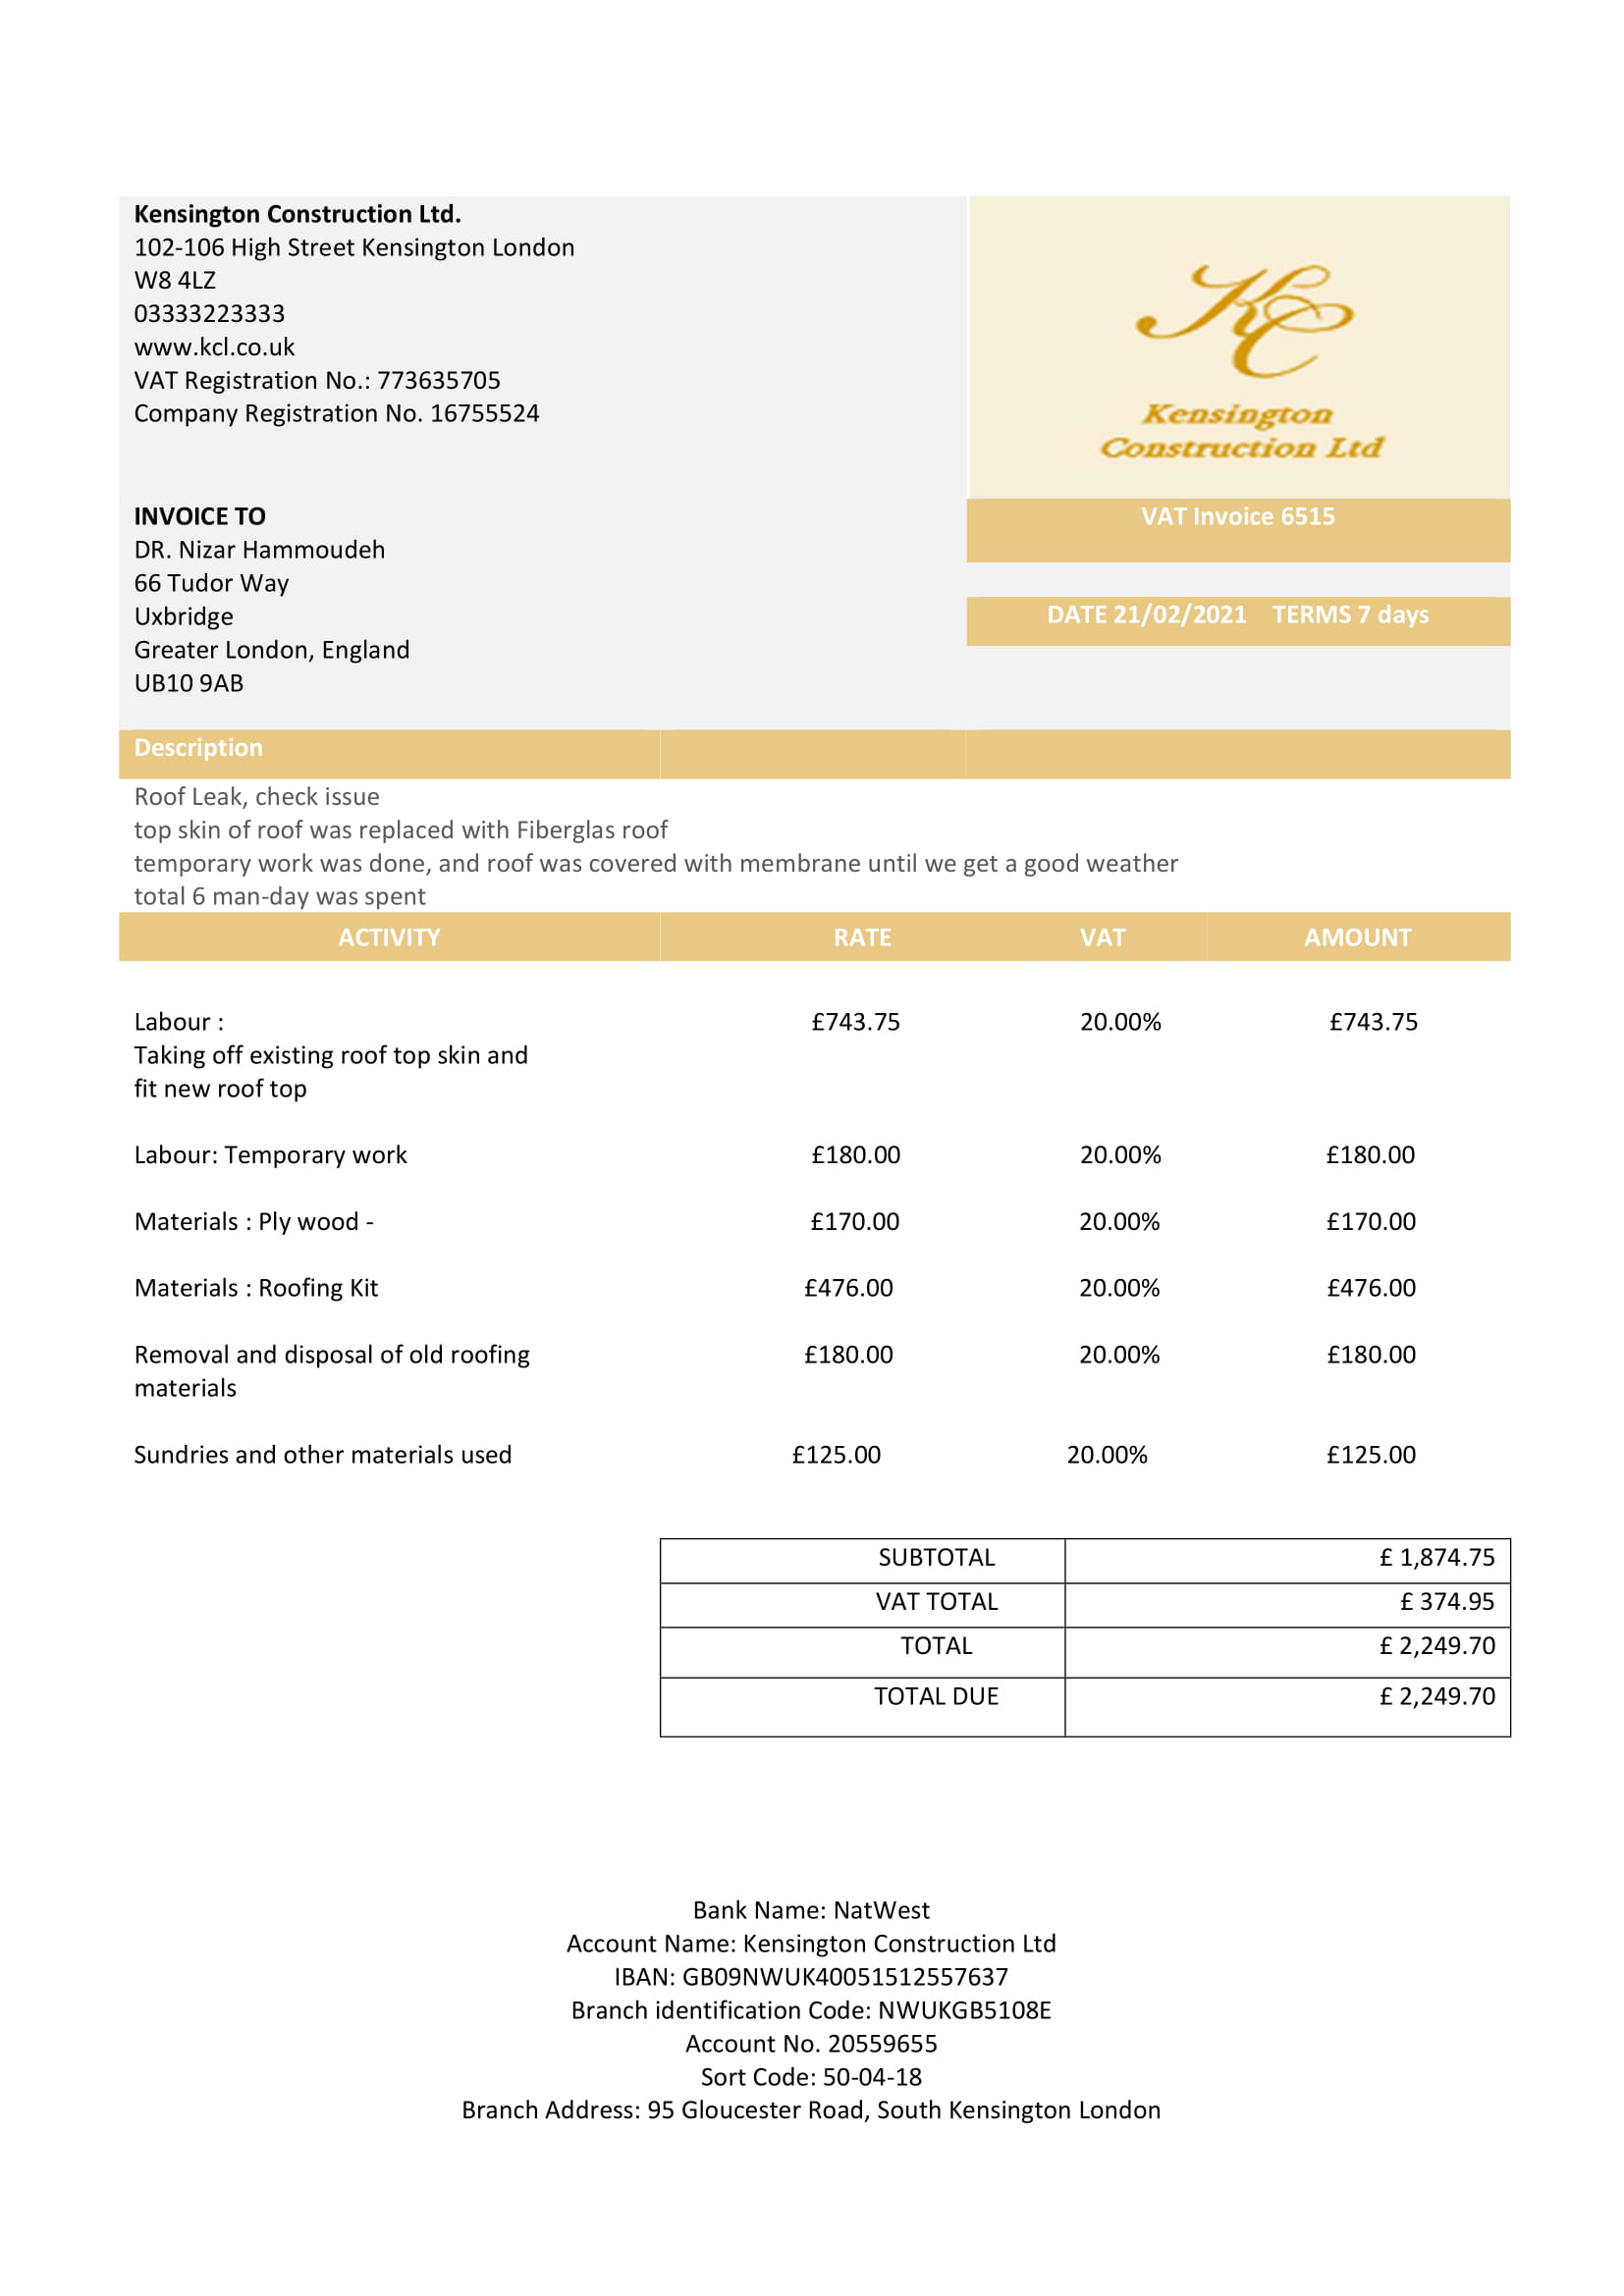 Kensington Construction Ltd.
102-106 High Street Kensington London
W8 4LZ
03333223333
www.kcl.co.uk
VAT Registration No.: 773635705
Company Registration No. 16755524
KC
Kensington
Construction Ltd
INVOICE TO
DR. Nizar Hammoudeh
66 Tudor Way
Uxbridge
Greater London, England
UB10 9AB
VAT Invoice 6515
DATE 21/02/2021 TERMS 7 days
Description
Roof Leak, check issue
top skin of roof was replaced with Fiberglas roof
temporary work was done, and roof was covered with membrane until we get a good weather
total 6 man-day was spent
ACTIVITY RATE VAT AMOUNT
Labour : £743.75 20.00% £743.75
Taking off existing roof top skin and
fit new roof top
Labour: Temporary work £180.00 20.00% £180.00
Materials : Ply wood - £170.00 20.00% £170.00
Materials : Roofing Kit £476.00 20.00% £476.00
Removal and disposal of old roofing £180.00 20.00% £180.00
materials
Sundries and other materials used £125.00 20.00% £125.00
SUBTOTAL £ 1,874.75
VAT TOTAL £ 374.95
TOTAL £ 2,249.70
TOTAL DUE £ 2,249.70
Bank Name: NatWest
Account Name: Kensington Construction Ltd
IBAN: GB09NWUK40051512557637
Branch identification Code: NWUKGB5108E
Account No. 20559655
Sort Code: 50-04-18
Branch Address: 95 Gloucester Road, South Kensington London